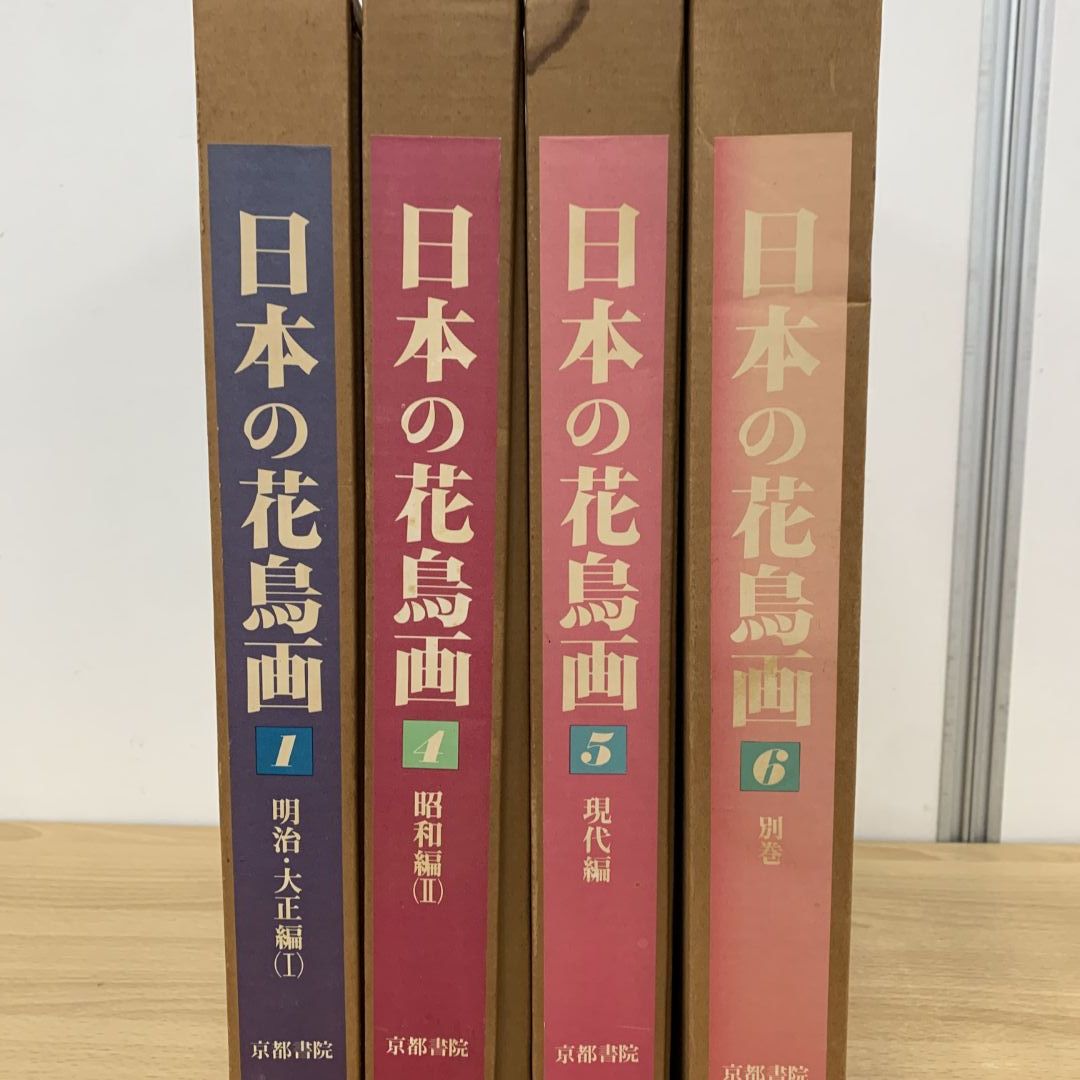 日本の花鳥画
1
明治・大正編(Ⅰ)
京都書院
日本の花鳥画
4
昭和編(Ⅱ)
京都書院
日本の花鳥画
5
現代編
京都書院
日本の花鳥画
6
別巻
京都書院